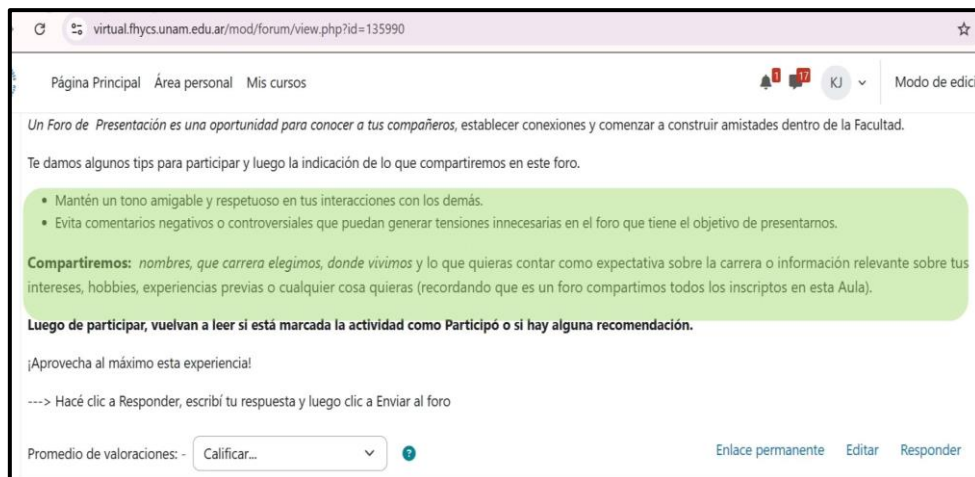 virtual.fhycs.unam.edu.ar/mod/forum/view.php?id=135990
Página Principal Área personal Mis cursos 1 17 KJ Modo de edici
Un Foro de Presentación es una oportunidad para conocer a tus compañeros, establecer conexiones y comenzar a construir amistades dentro de la Facultad.
Te damos algunos tips para participar y luego la indicación de lo que compartiremos en este foro.
• Mantén un tono amigable y respetuoso en tus interacciones con los demás.
• Evita comentarios negativos o controversiales que puedan generar tensiones innecesarias en el foro que tiene el objetivo de presentarnos.
Compartiremos: nombres, que carrera elegimos, donde vivimos y lo que quieras contar como expectativa sobre la carrera o información relevante sobre tus
intereses, hobbies, experiencias previas o cualquier cosa quieras (recordando que es un foro compartimos todos los inscriptos en esta Aula).
Luego de participar, vuelvan a leer si está marcada la actividad como Participó o si hay alguna recomendación.
¡Aprovecha al máximo esta experiencia!
---> Hacé clic a Responder, escribí tu respuesta y luego clic a Enviar al foro
Promedio de valoraciones: - Calificar... ? Enlace permanente Editar Responder